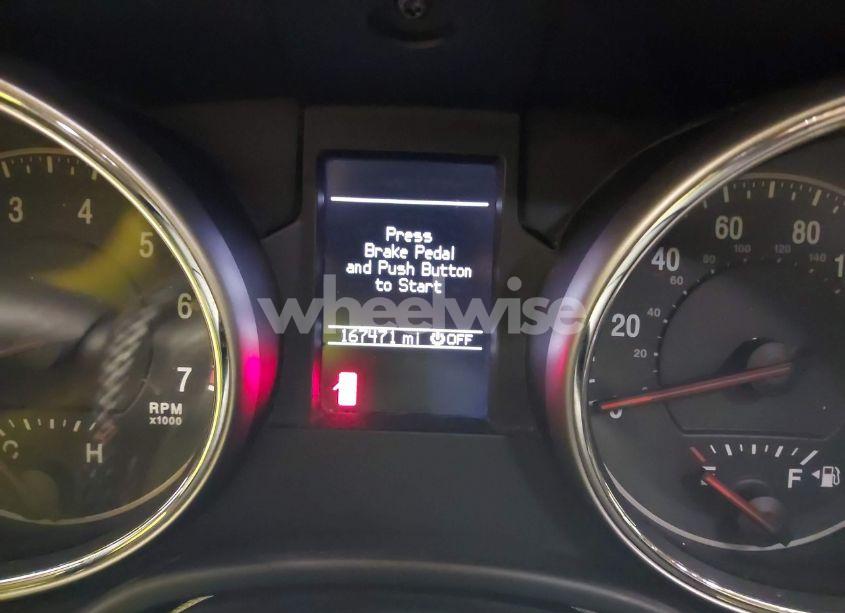 Press
Brake Pedal
and Push Button
to Start
wheelwise
167471 mi OFF
3
4
5
6
7
RPM
x1000
C
H
0
20
40
60
80
1
20
40
60
80
100
120
140
E
F